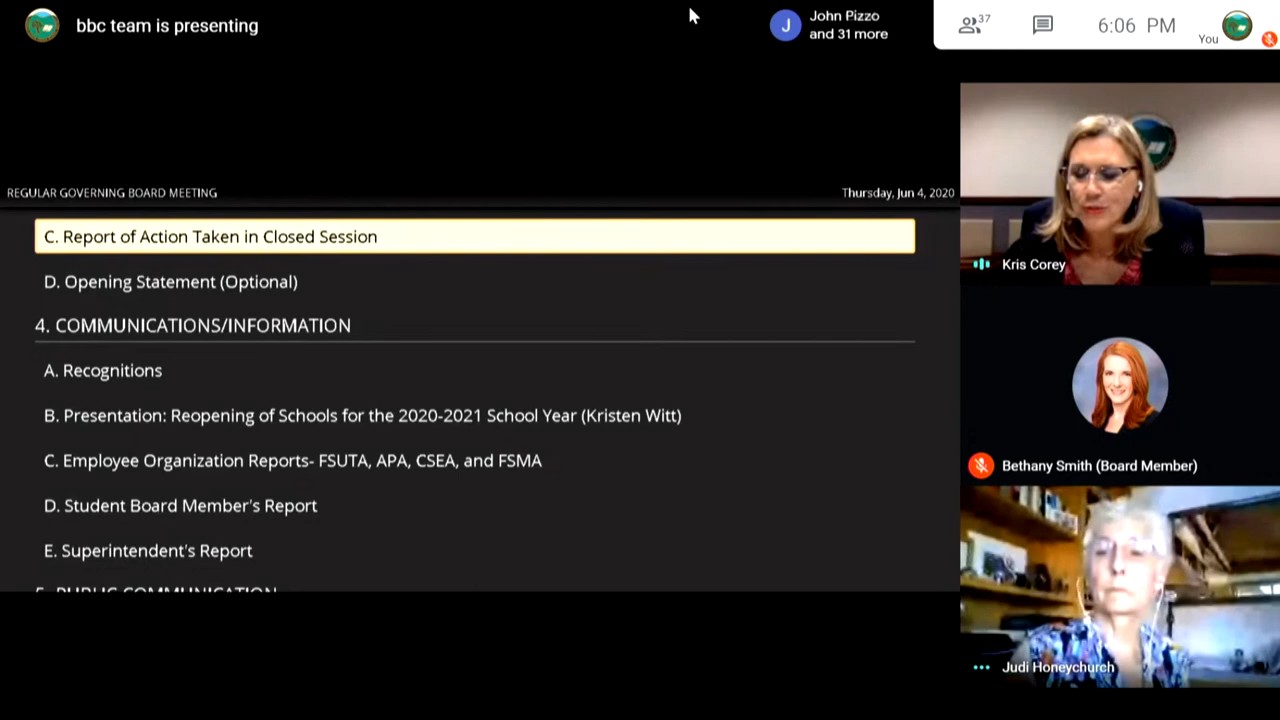 bbc team is presenting
J
John Pizzo
and 31 more
37
6:06 PM
You
REGULAR GOVERNING BOARD MEETING
Thursday, Jun 4, 2020
C. Report of Action Taken in Closed Session
D. Opening Statement (Optional)
4. COMMUNICATIONS/INFORMATION
A. Recognitions
B. Presentation: Reopening of Schools for the 2020-2021 School Year (Kristen Witt)
C. Employee Organization Reports- FSUTA, APA, CSEA, and FSMA
D. Student Board Member's Report
E. Superintendent's Report
5. PUBLIC COMMUNICATION
Kris Corey
Bethany Smith (Board Member)
Judi Honeychurch